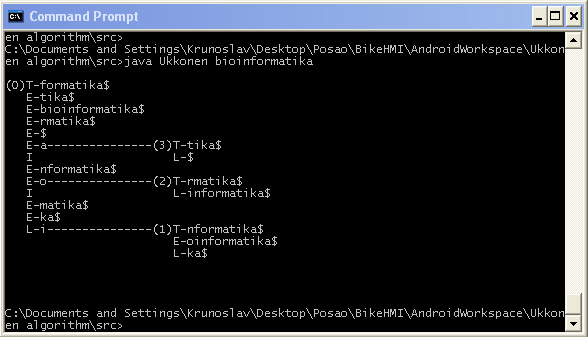 Command Prompt
en algorithm\src>
C:\Documents and Settings\Krunoslav\Desktop\Posao\BikeHMI\AndroidWorkspace\Ukkon
en algorithm\src>java Ukkonen bioinformatika
(0)T-formatika$
E-tika$
E-bioinformatika$
E-rmatika$
E-$
E-a---------------(3)T-tika$
I                     L-$
E-nformatika$
E-o---------------(2)T-rmatika$
I                     L-informatika$
E-matika$
E-ka$
L-i---------------(1)T-nformatika$
E-oinformatika$
L-ka$
C:\Documents and Settings\Krunoslav\Desktop\Posao\BikeHMI\AndroidWorkspace\Ukkon
en algorithm\src>